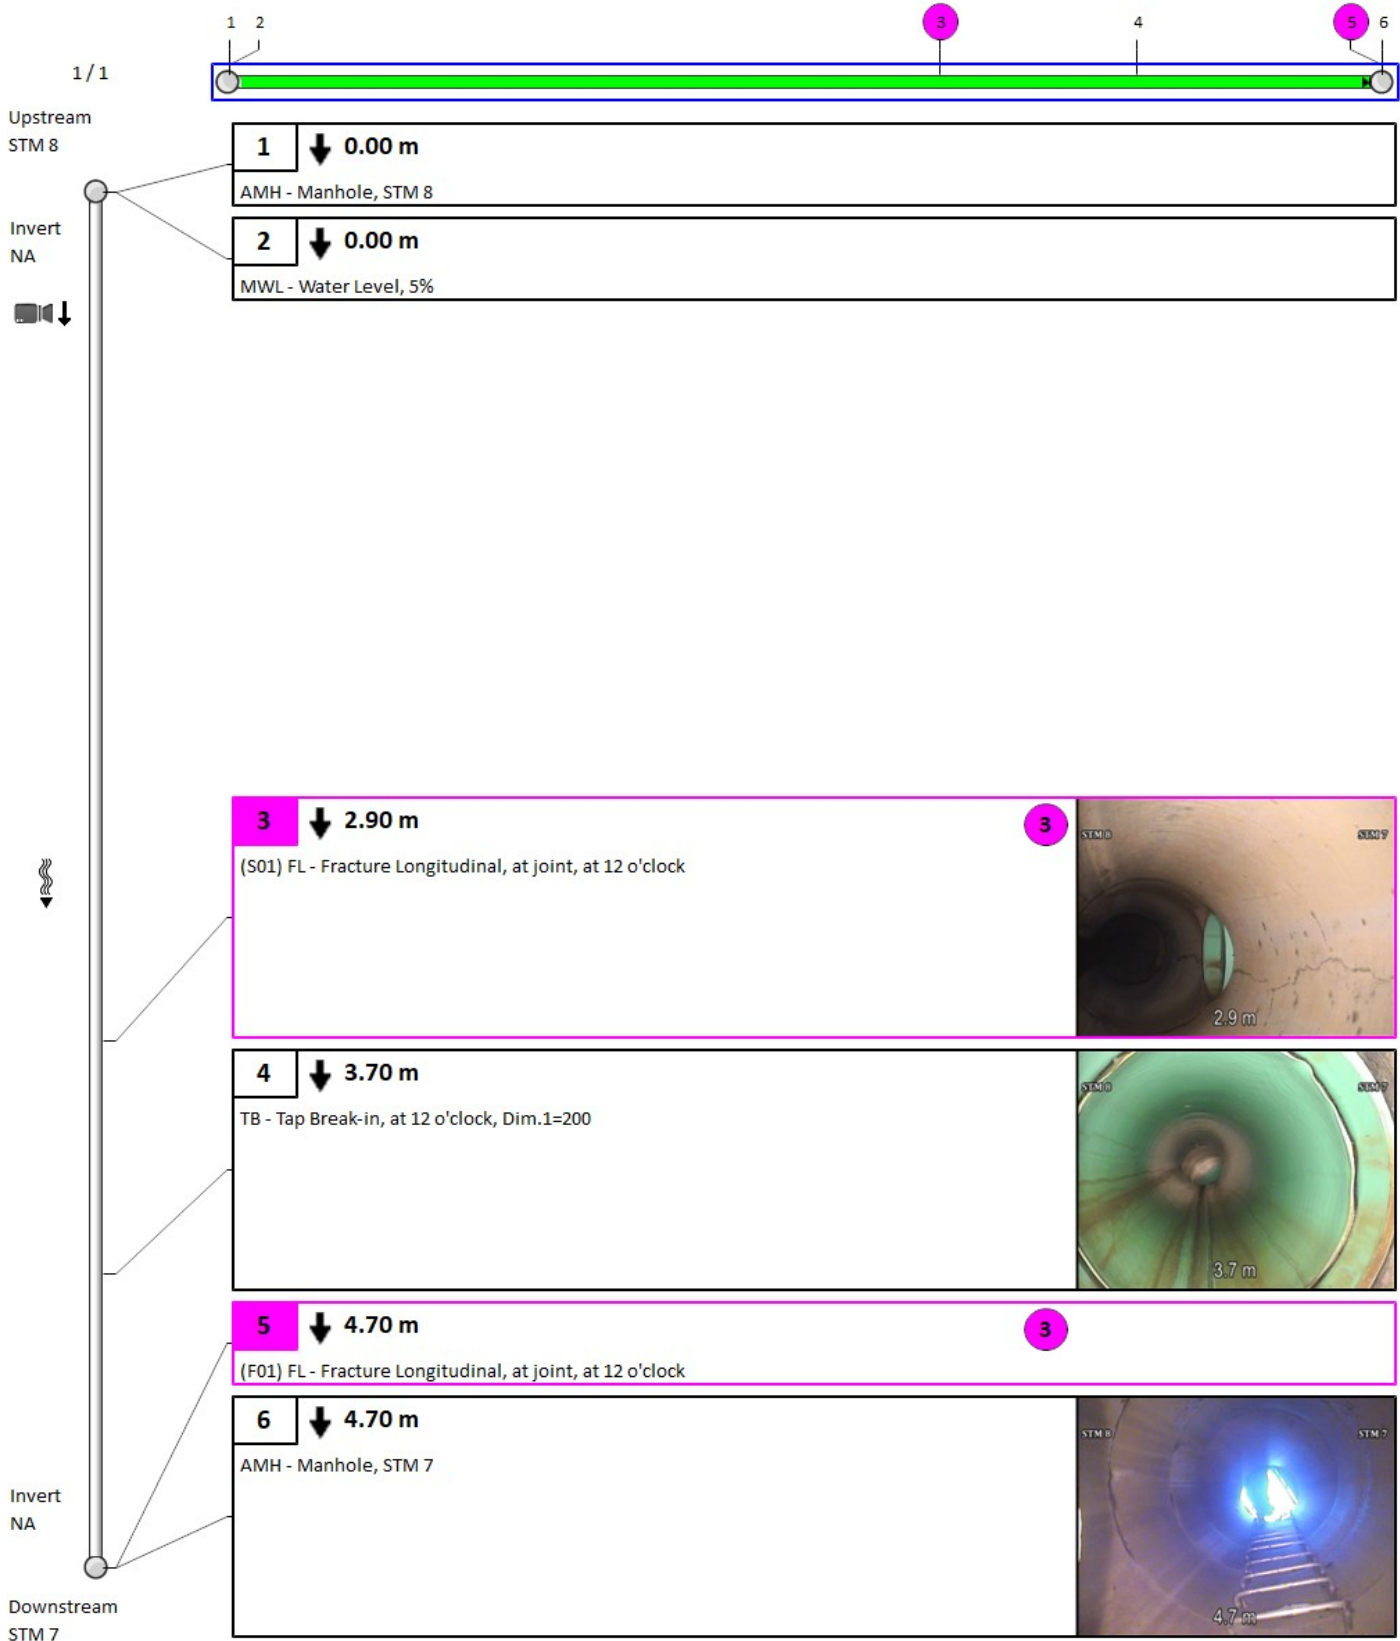 1 2 3 4 5 6
1 / 1
Upstream
STM 8
1 0.00 m
AMH - Manhole, STM 8
Invert
NA
2 0.00 m
MWL - Water Level, 5%
3 2.90 m 3
(S01) FL - Fracture Longitudinal, at joint, at 12 o'clock
STM 8 STM 7
2.9 m
4 3.70 m
TB - Tap Break-in, at 12 o'clock, Dim.1=200
STM 8 STM 7
3.7 m
5 4.70 m 3
(F01) FL - Fracture Longitudinal, at joint, at 12 o'clock
6 4.70 m
AMH - Manhole, STM 7
STM 8 STM 7
4.7 m
Invert
NA
Downstream
STM 7